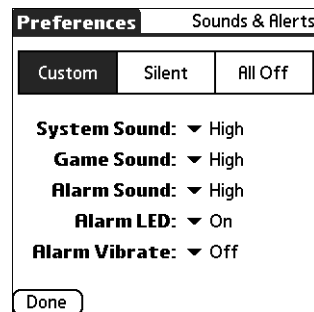 Preferences Sounds & Alerts
Custom Silent All Off
System Sound: High
Game Sound: High
Alarm Sound: High
Alarm LED: On
Alarm Vibrate: Off
Done